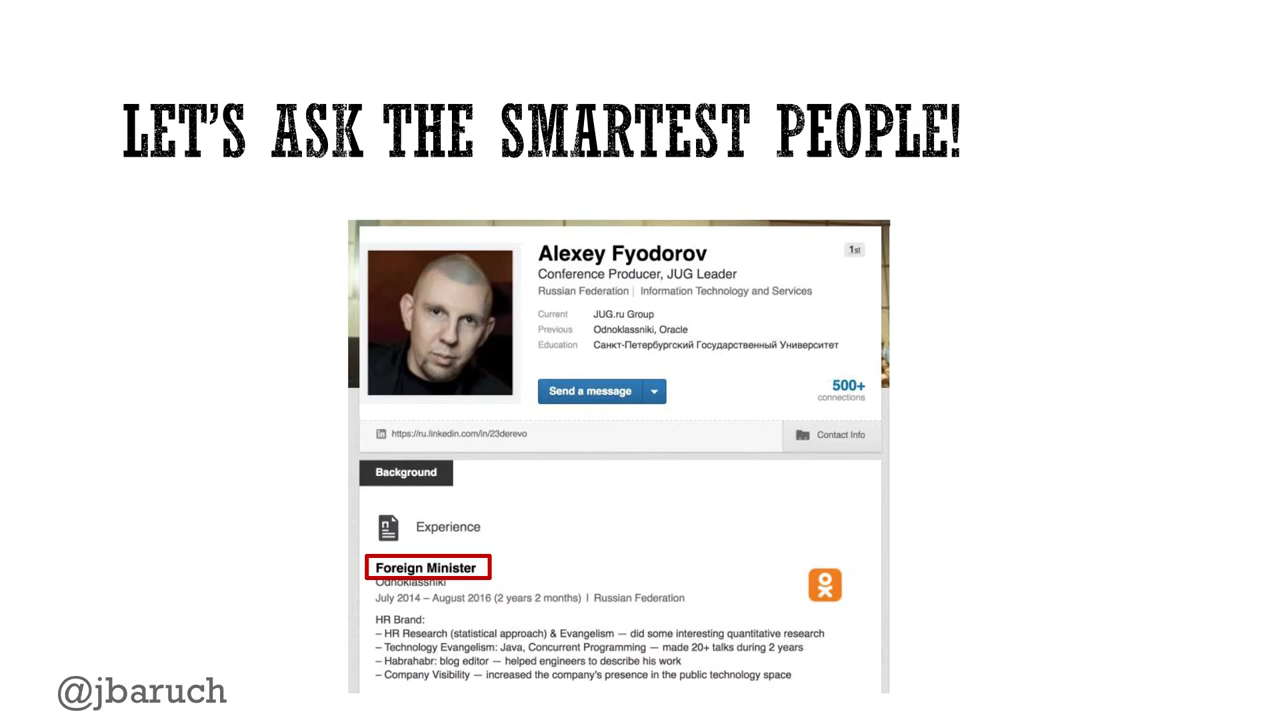 LET'S ASK THE SMARTEST PEOPLE!
Alexey Fyodorov
1st
Conference Producer, JUG Leader
Russian Federation | Information Technology and Services
Current JUG.ru Group
Previous Odnoklassniki, Oracle
Education Санкт-Петербургский Государственный Университет
Send a message
500+
connections
https://ru.linkedin.com/in/23derevo
Contact Info
Background
Experience
Foreign Minister
Odnoklassniki
July 2014 – August 2016 (2 years 2 months) | Russian Federation
HR Brand:
– HR Research (statistical approach) & Evangelism — did some interesting quantitative research
– Technology Evangelism: Java, Concurrent Programming — made 20+ talks during 2 years
– Habrahabr: blog editor — helped engineers to describe his work
– Company Visibility — increased the company's presence in the public technology space
@jbaruch